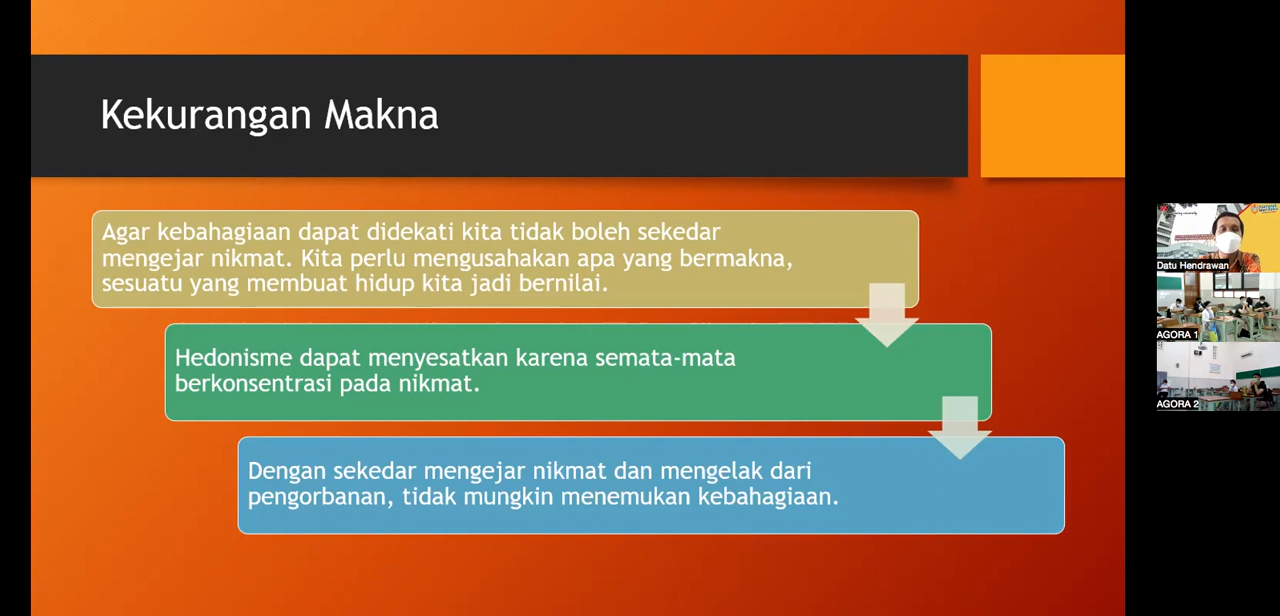 Kekurangan Makna
Agar kebahagiaan dapat didekati kita tidak boleh sekedar
mengejar nikmat. Kita perlu mengusahakan apa yang bermakna,
sesuatu yang membuat hidup kita jadi bernilai.
Hedonisme dapat menyesatkan karena semata-mata
berkonsentrasi pada nikmat.
Dengan sekedar mengejar nikmat dan mengelak dari
pengorbanan, tidak mungkin menemukan kebahagiaan.
Datu Hendrawan
AGORA 1
AGORA 2